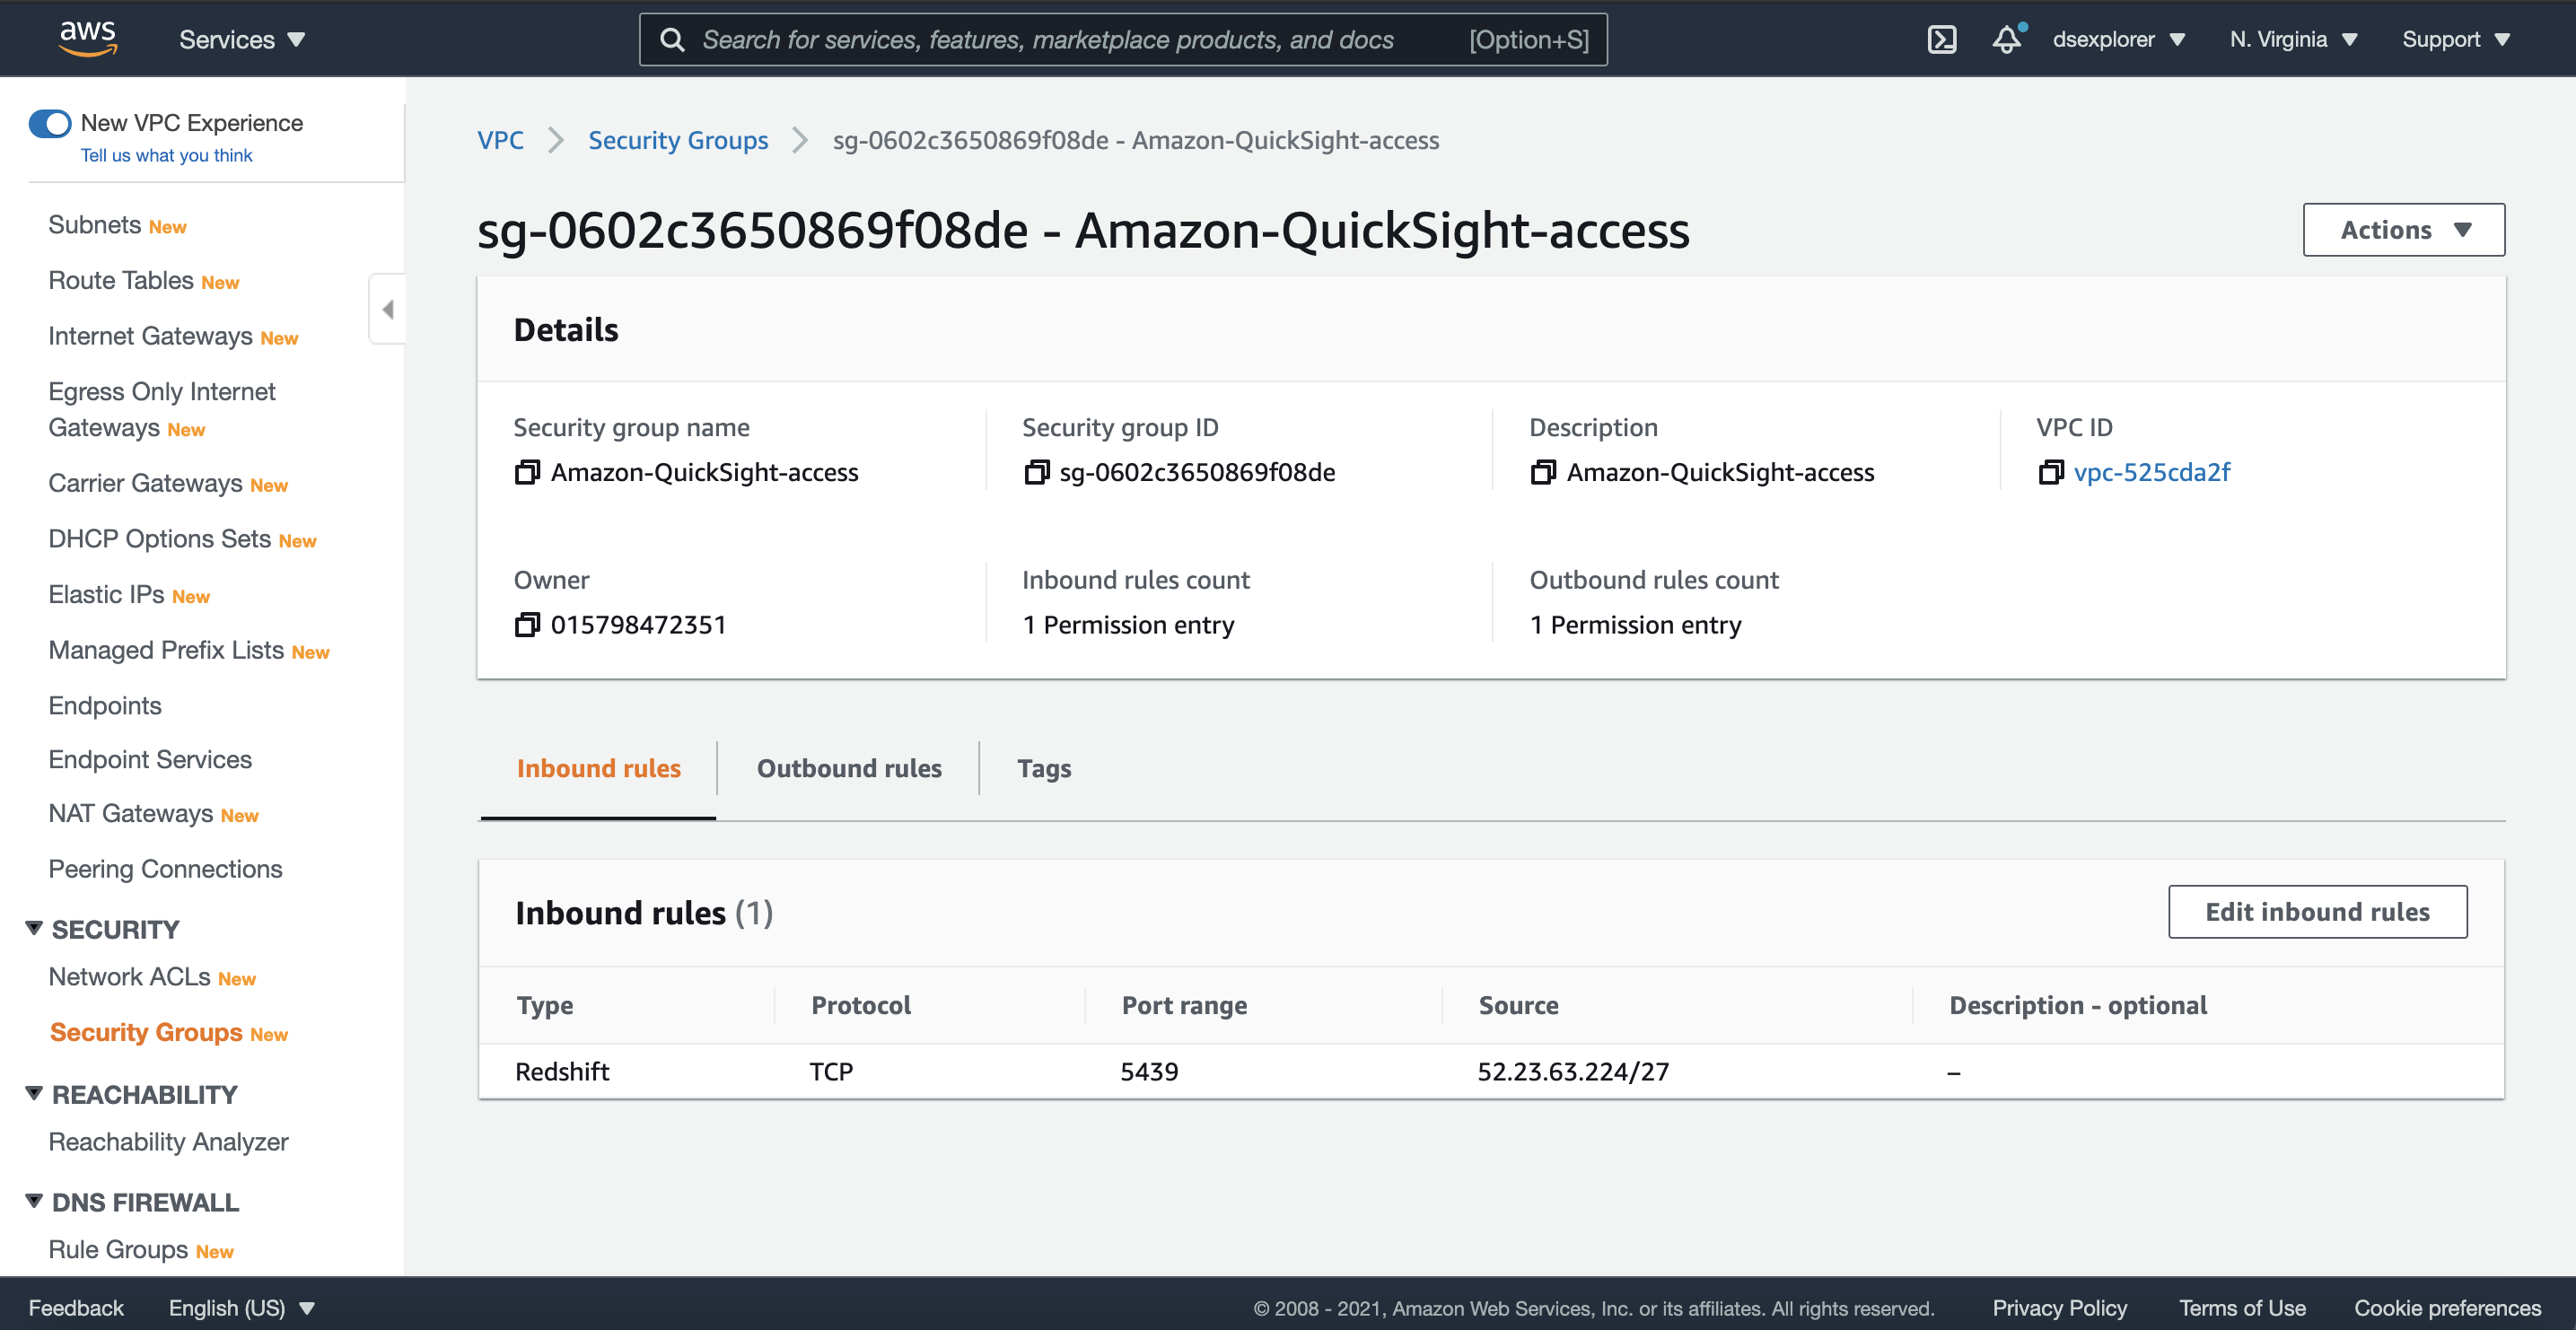 aws Services Search for services, features, marketplace products, and docs [Option+S] dsexplorer N. Virginia Support
New VPC Experience
Tell us what you think
Subnets New
Route Tables New
Internet Gateways New
Egress Only Internet
Gateways New
Carrier Gateways New
DHCP Options Sets New
Elastic IPs New
Managed Prefix Lists New
Endpoints
Endpoint Services
NAT Gateways New
Peering Connections
SECURITY
Network ACLs New
Security Groups New
REACHABILITY
Reachability Analyzer
DNS FIREWALL
Rule Groups New
VPC Security Groups sg-0602c3650869f08de - Amazon-QuickSight-access
sg-0602c3650869f08de - Amazon-QuickSight-access Actions
Details
Security group name Security group ID Description VPC ID
Amazon-QuickSight-access sg-0602c3650869f08de Amazon-QuickSight-access vpc-525cda2f
Owner Inbound rules count Outbound rules count
015798472351 1 Permission entry 1 Permission entry
Inbound rules Outbound rules Tags
Inbound rules (1) Edit inbound rules
Type Protocol Port range Source Description - optional
Redshift TCP 5439 52.23.63.224/27 –
Feedback English (US) © 2008 - 2021, Amazon Web Services, Inc. or its affiliates. All rights reserved. Privacy Policy Terms of Use Cookie preferences